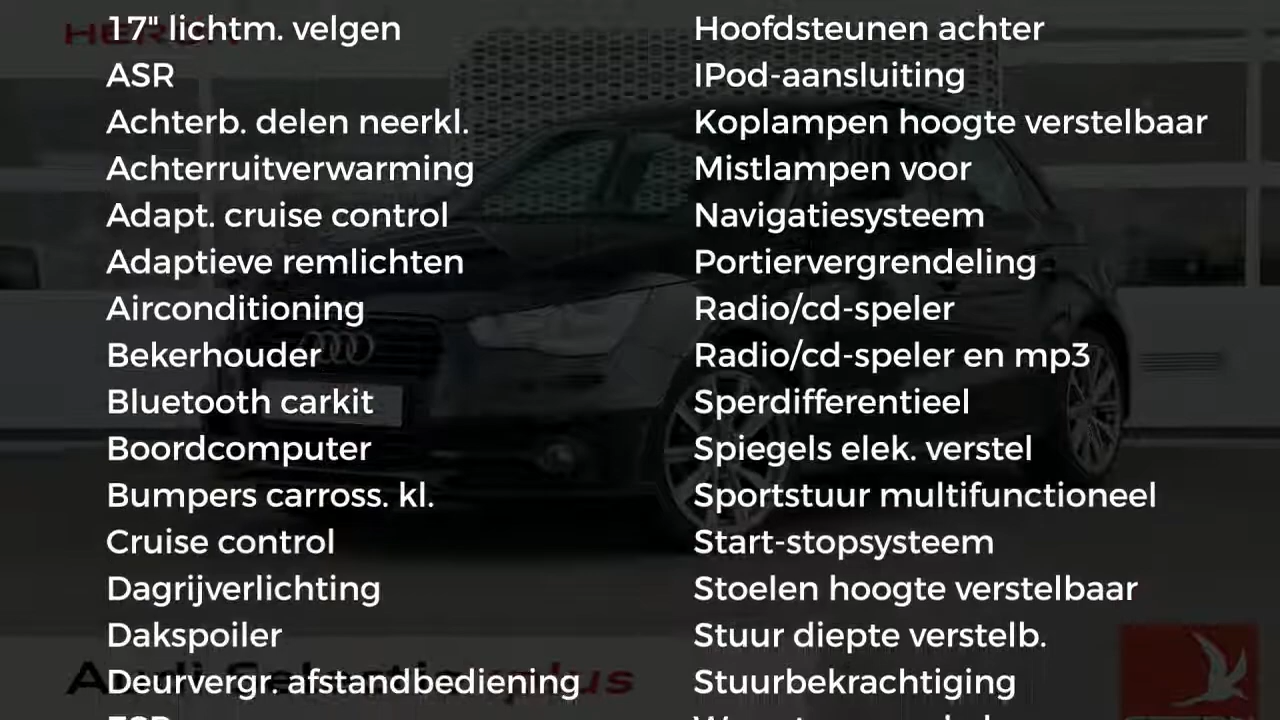 17" lichtm. velgen
ASR
Achterb. delen neerkl.
Achterruitverwarming
Adapt. cruise control
Adaptieve remlichten
Airconditioning
Bekerhouder
Bluetooth carkit
Boordcomputer
Bumpers carross. kl.
Cruise control
Dagrijverlichting
Dakspoiler
Deurvergr. afstandbediening
Hoofdsteunen achter
IPod-aansluiting
Koplampen hoogte verstelbaar
Mistlampen voor
Navigatiesysteem
Portiervergrendeling
Radio/cd-speler
Radio/cd-speler en mp3
Sperdifferentieel
Spiegels elek. verstel
Sportstuur multifunctioneel
Start-stopsysteem
Stoelen hoogte verstelbaar
Stuur diepte verstelb.
Stuurbekrachtiging